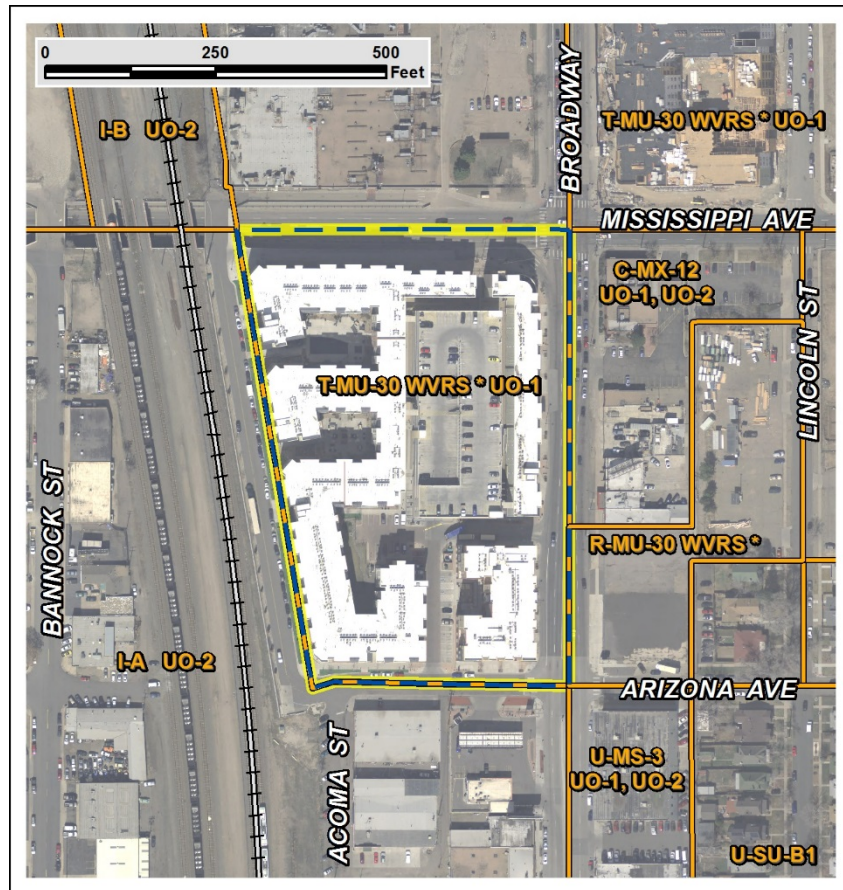 0 250 500
Feet
BROADWAY
I-B UO-2
T-MU-30 WVRS * UO-1
MISSISSIPPI AVE
C-MX-12
UO-1, UO-2
LINCOLN ST
T-MU-30 WVRS * UO-1
BANNOCK ST
R-MU-30 WVRS *
I-A UO-2
ARIZONA AVE
ACOMA ST
U-MS-3
UO-1, UO-2
U-SU-B1